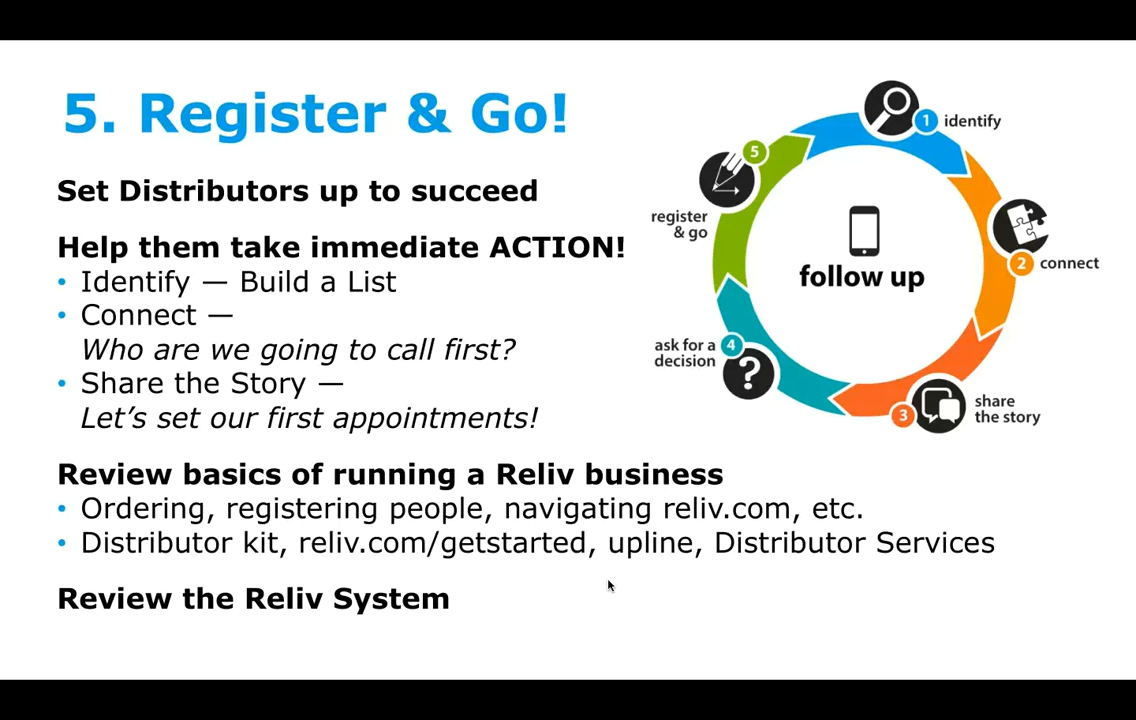 5. Register & Go!
Set Distributors up to succeed
Help them take immediate ACTION!
• Identify — Build a List
• Connect —
Who are we going to call first?
• Share the Story —
Let’s set our first appointments!
Review basics of running a Reliv business
• Ordering, registering people, navigating reliv.com, etc.
• Distributor kit, reliv.com/getstarted, upline, Distributor Services
Review the Reliv System
1 identify
2 connect
3 share
the story
4 ask for a
decision
5 register
& go
follow up
?